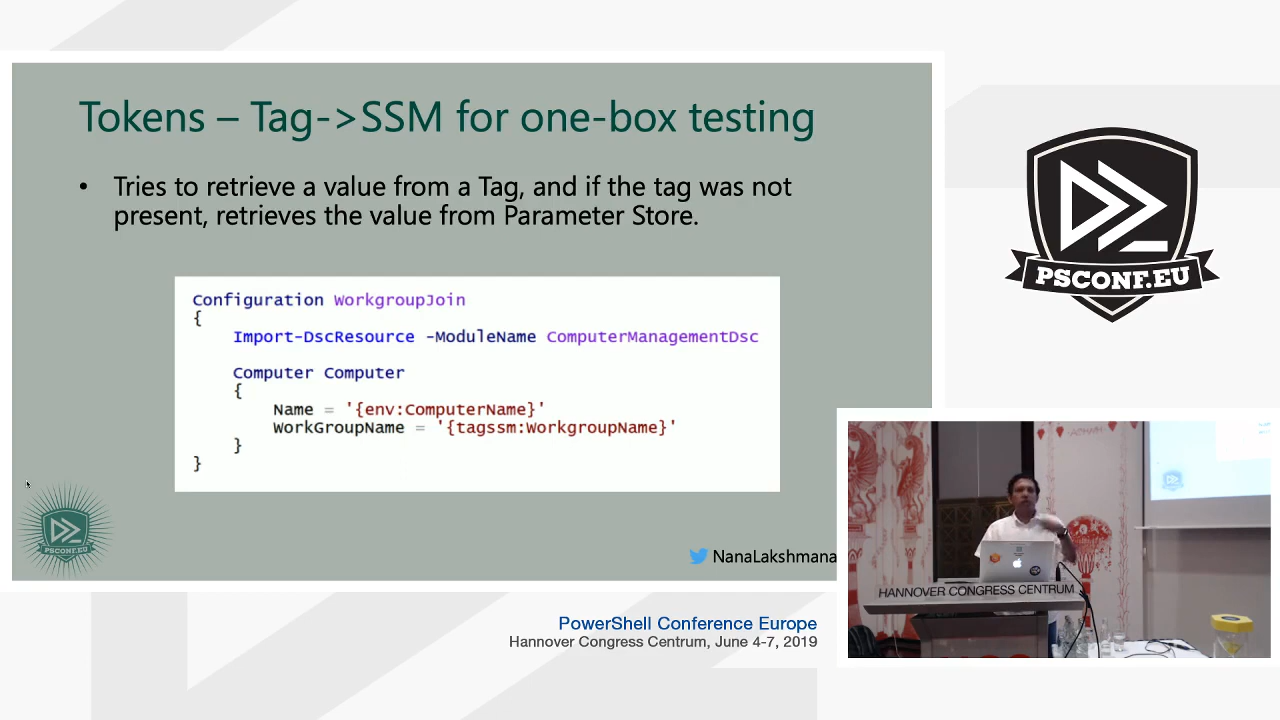 Tokens – Tag->SSM for one-box testing
• Tries to retrieve a value from a Tag, and if the tag was not
present, retrieves the value from Parameter Store.
Configuration WorkgroupJoin
{
Import-DscResource -ModuleName ComputerManagementDsc
Computer Computer
{
Name = '{env:ComputerName}'
WorkGroupName = '{tagssm:WorkgroupName}'
}
}
PSCONF.EU
NanaLakshmana
PSCONF.EU
HANNOVER CONGRESS CENTRUM
PowerShell Conference Europe
Hannover Congress Centrum, June 4-7, 2019